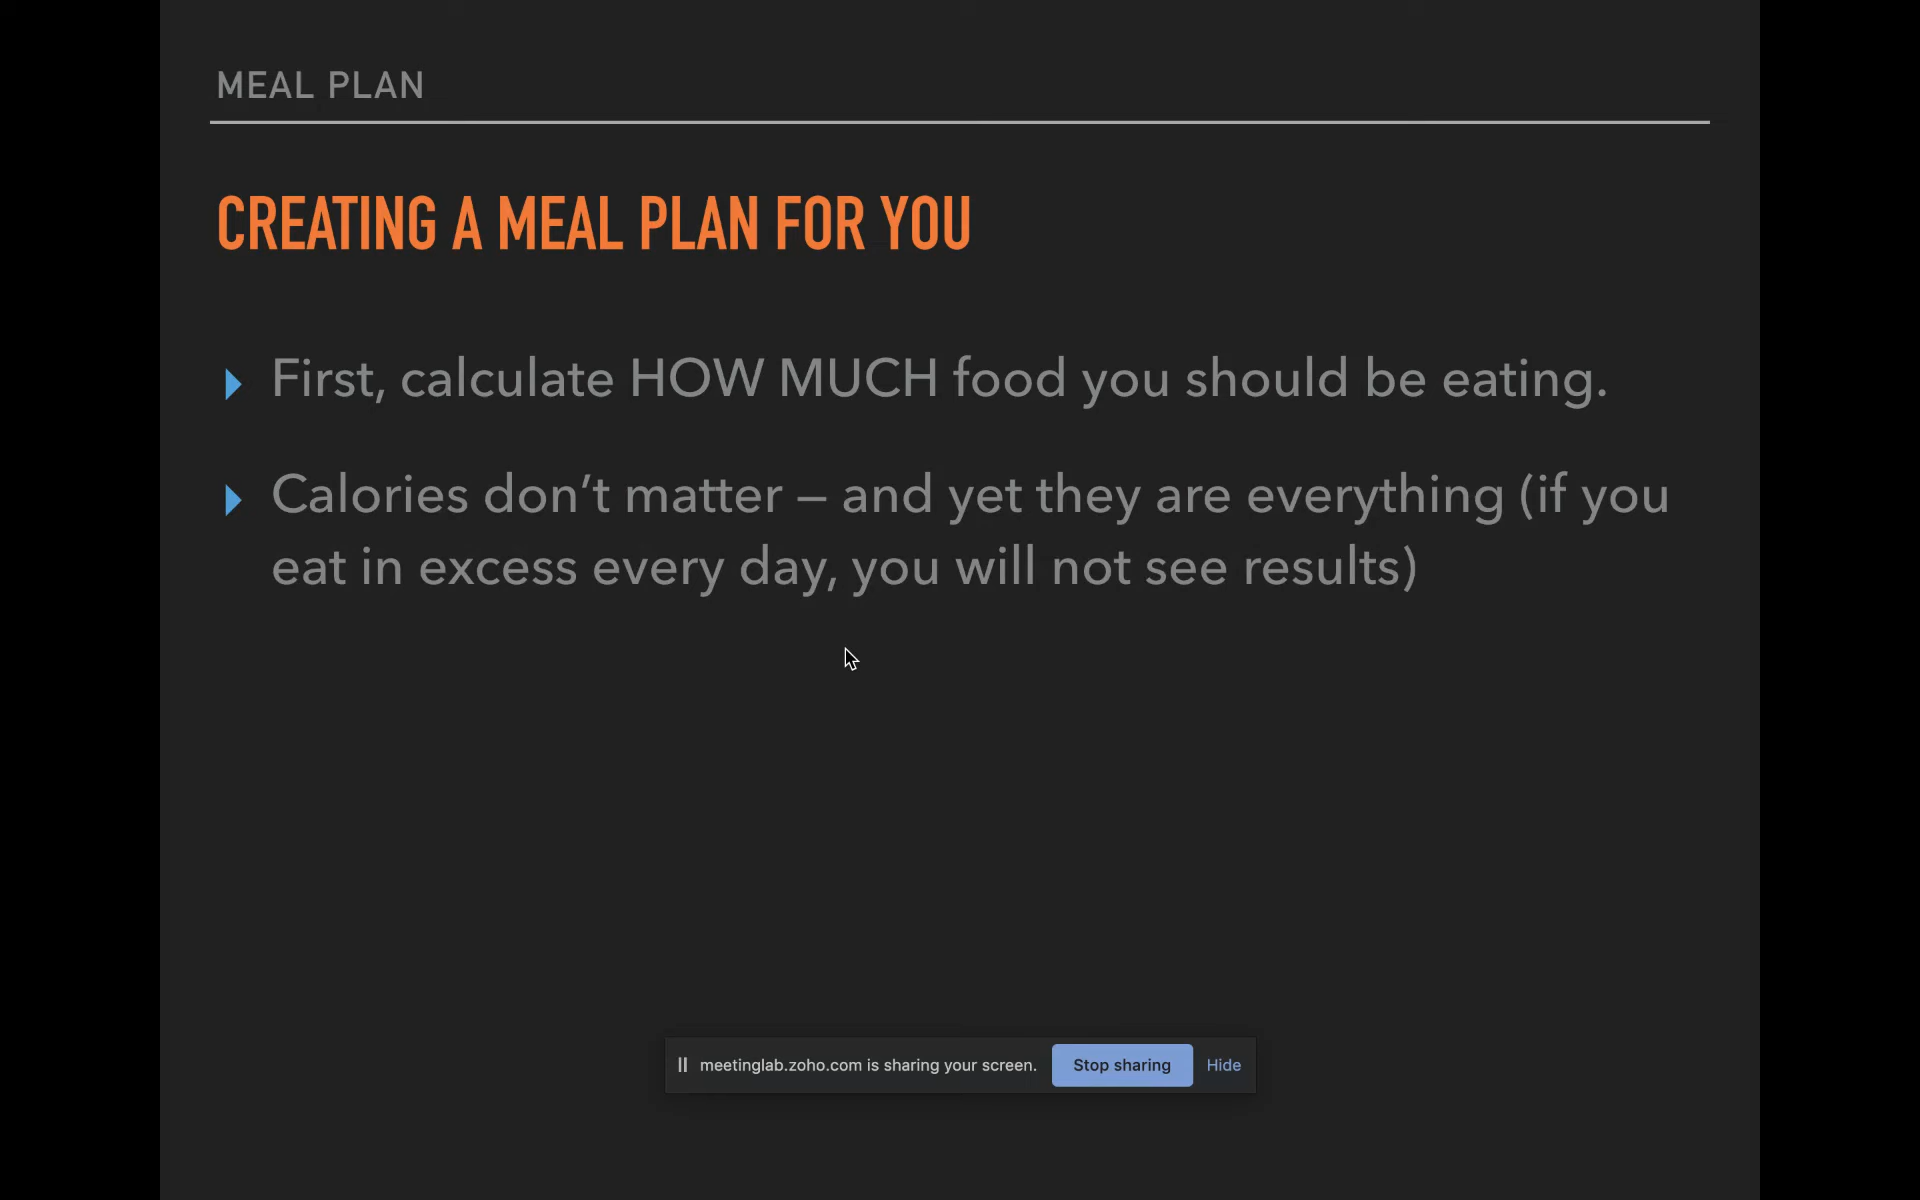 MEAL PLAN
CREATING A MEAL PLAN FOR YOU
First, calculate HOW MUCH food you should be eating.
Calories don’t matter – and yet they are everything (if you
eat in excess every day, you will not see results)
meetinglab.zoho.com is sharing your screen. Stop sharing Hide